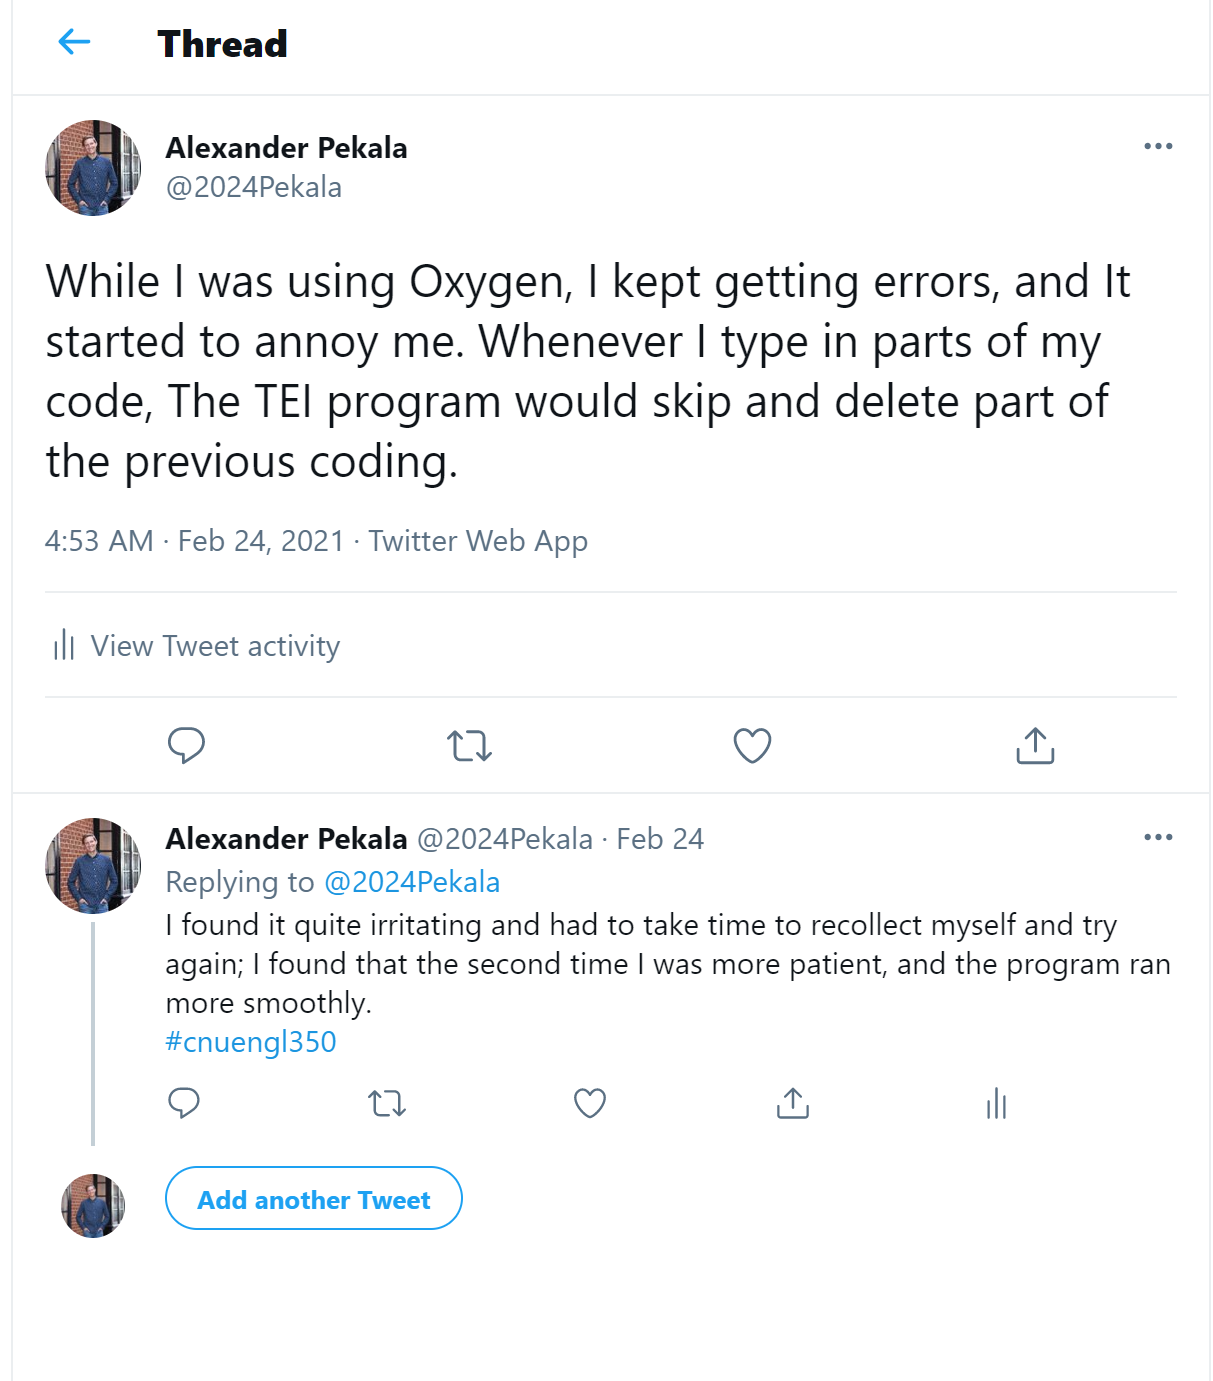 Thread
Alexander Pekala
@2024Pekala
While I was using Oxygen, I kept getting errors, and It
started to annoy me. Whenever I type in parts of my
code, The TEI program would skip and delete part of
the previous coding.
4:53 AM · Feb 24, 2021 · Twitter Web App
View Tweet activity
Alexander Pekala @2024Pekala · Feb 24
Replying to @2024Pekala
I found it quite irritating and had to take time to recollect myself and try
again; I found that the second time I was more patient, and the program ran
more smoothly.
#cnuengl350
Add another Tweet